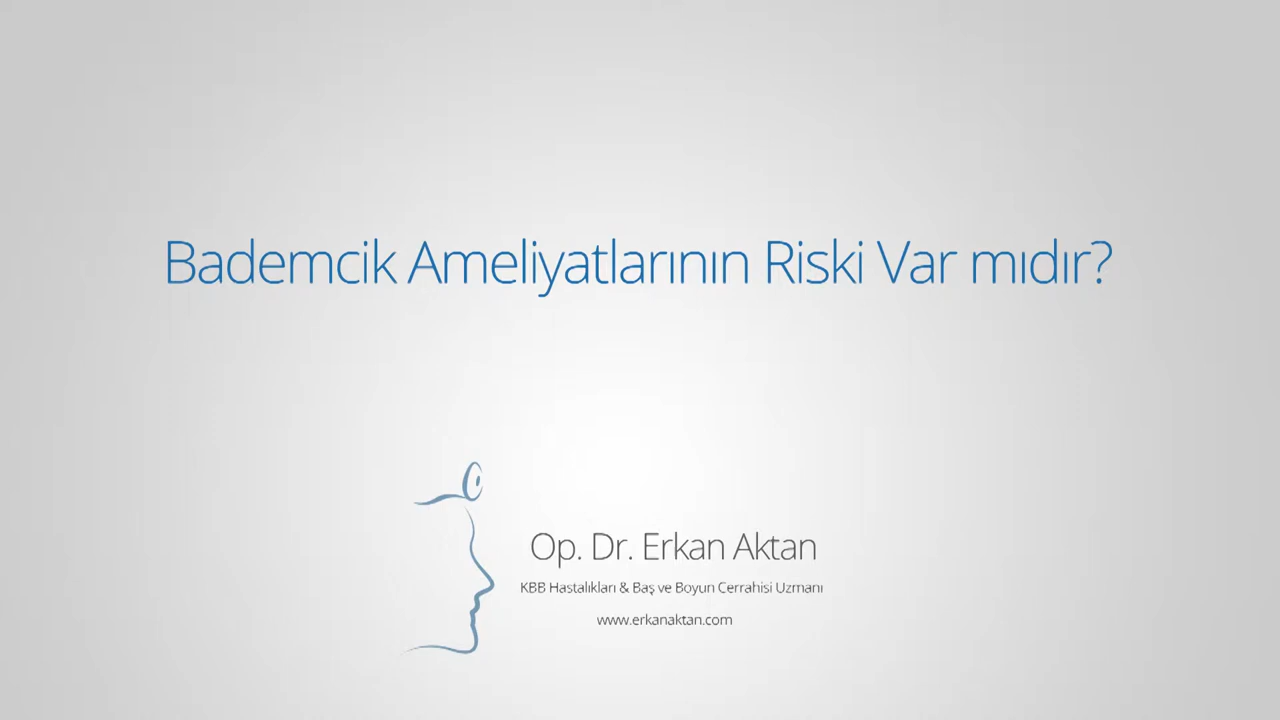 Bademcik Ameliyatlarının Riski Var mıdır?
Op. Dr. Erkan Aktan
KBB Hastalıkları & Baş ve Boyun Cerrahisi Uzmanı
www.erkanaktan.com